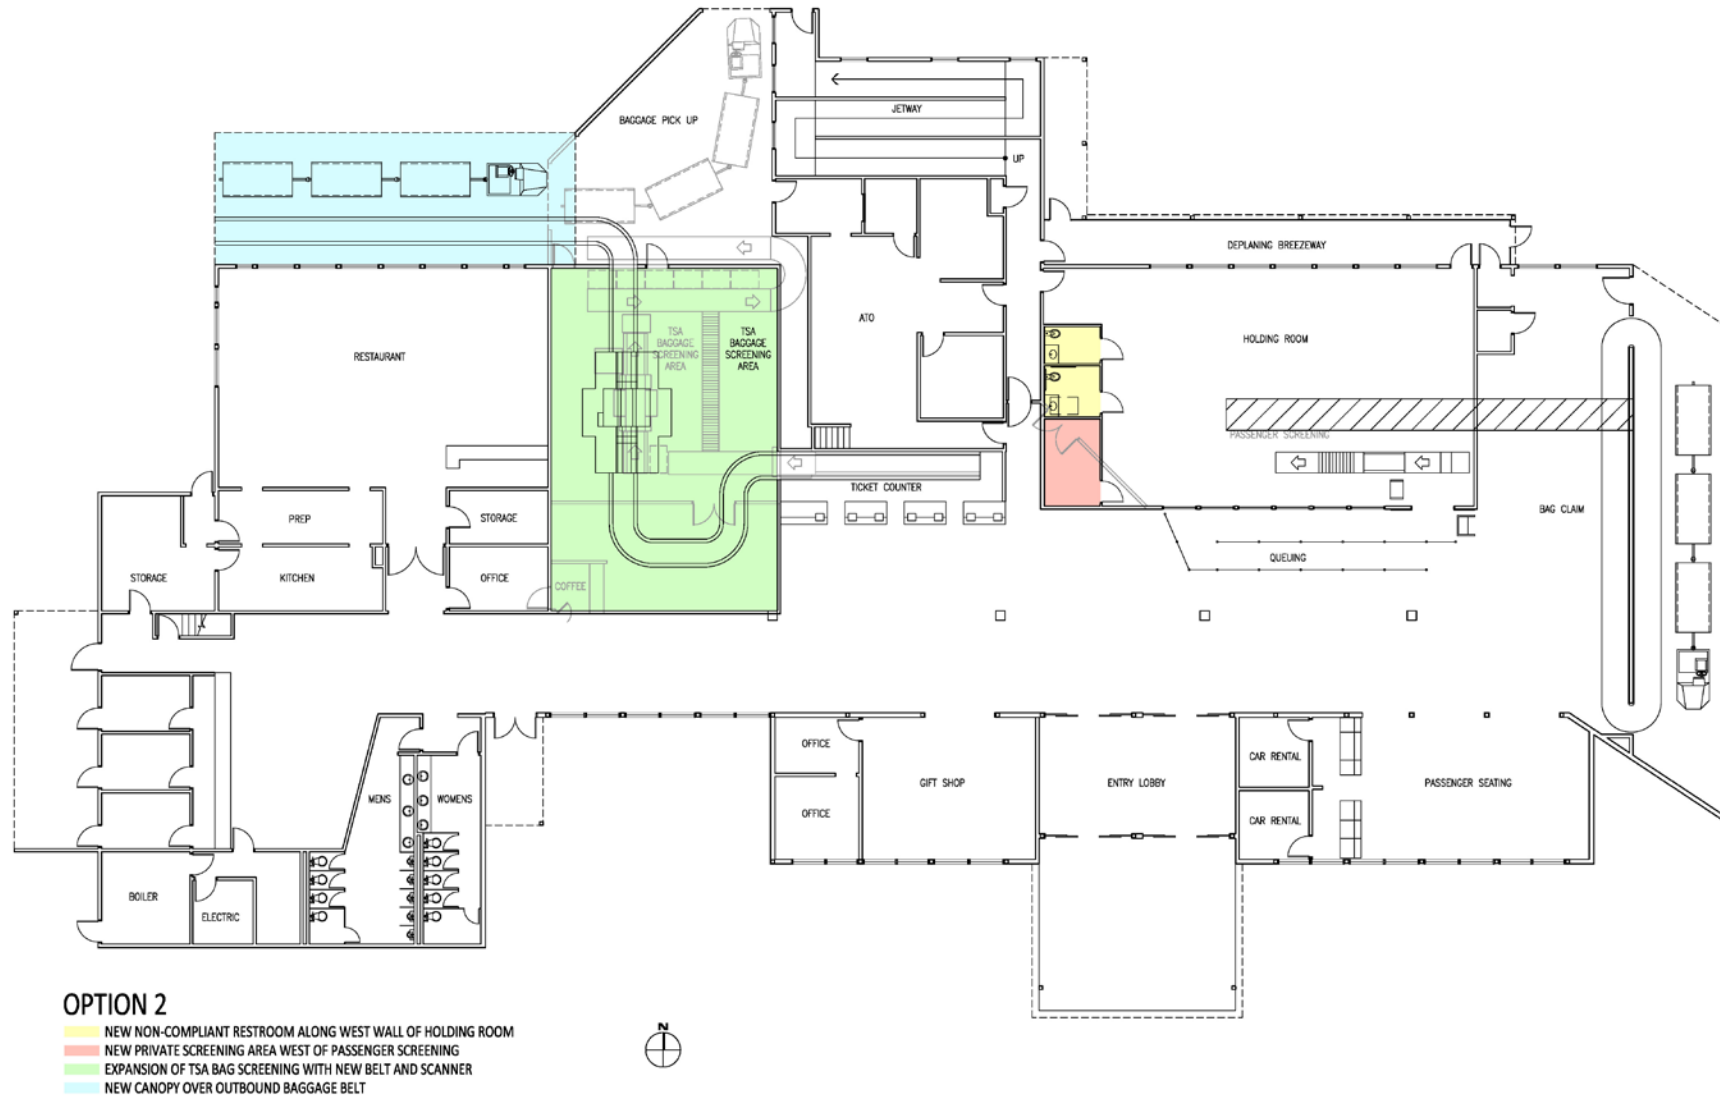 BAGGAGE PICK UP
JETWAY
UP
DEPLANING BREEZEWAY
RESTAURANT
TSA
BAGGAGE
SCREENING
AREA
TSA
BAGGAGE
SCREENING
AREA
ATO
HOLDING ROOM
PASSENGER SCREENING
TICKET COUNTER
BAG CLAIM
PREP
STORAGE
QUEUING
STORAGE
KITCHEN
OFFICE
COFFEE
OFFICE
OFFICE
GIFT SHOP
ENTRY LOBBY
CAR RENTAL
CAR RENTAL
PASSENGER SEATING
MENS
WOMENS
BOILER
ELECTRIC
OPTION 2
NEW NON-COMPLIANT RESTROOM ALONG WEST WALL OF HOLDING ROOM
NEW PRIVATE SCREENING AREA WEST OF PASSENGER SCREENING
EXPANSION OF TSA BAG SCREENING WITH NEW BELT AND SCANNER
NEW CANOPY OVER OUTBOUND BAGGAGE BELT
N